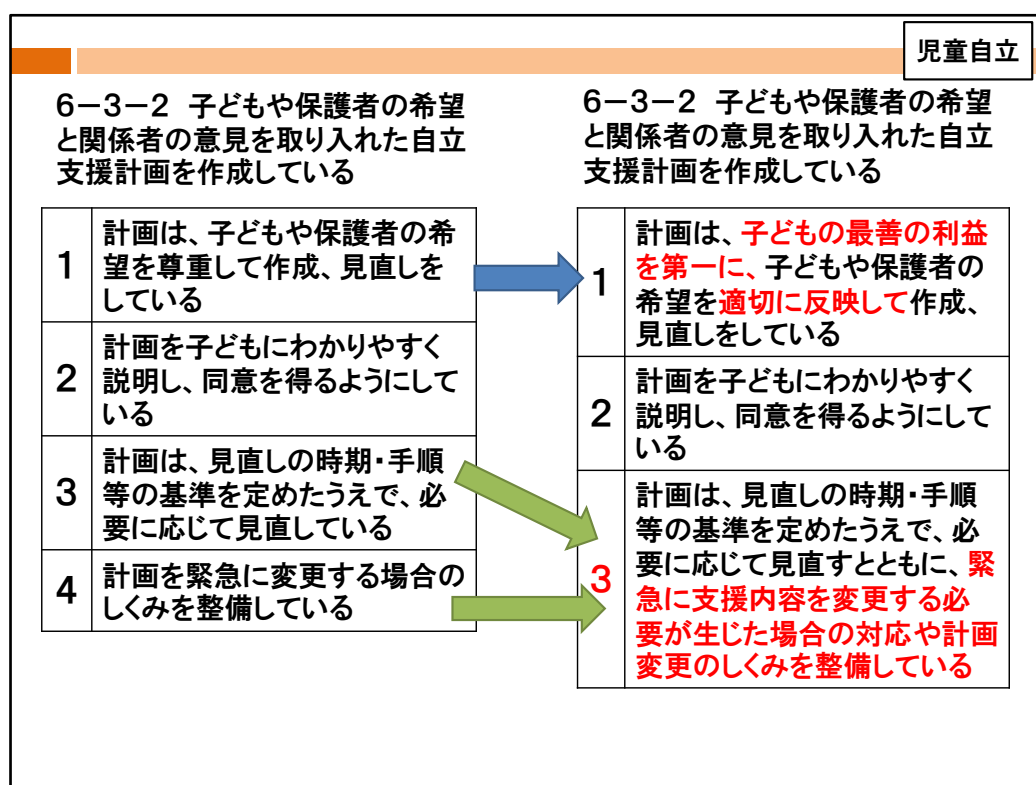 児童自立
6-3-2 子どもや保護者の希望
と関係者の意見を取り入れた自立
支援計画を作成している
1
計画は、子どもや保護者の希
望を尊重して作成、見直しを
している
2
計画を子どもにわかりやすく
説明し、同意を得るようにして
いる
3
計画は、見直しの時期・手順
等の基準を定めたうえで、必
要に応じて見直している
4
計画を緊急に変更する場合の
しくみを整備している
6-3-2 子どもや保護者の希望
と関係者の意見を取り入れた自立
支援計画を作成している
1
計画は、子どもの最善の利益
を第一に、子どもや保護者の
希望を適切に反映して作成、
見直しをしている
2
計画を子どもにわかりやすく
説明し、同意を得るようにして
いる
3
計画は、見直しの時期・手順
等の基準を定めたうえで、必
要に応じて見直すとともに、緊
急に支援内容を変更する必
要が生じた場合の対応や計画
変更のしくみを整備している